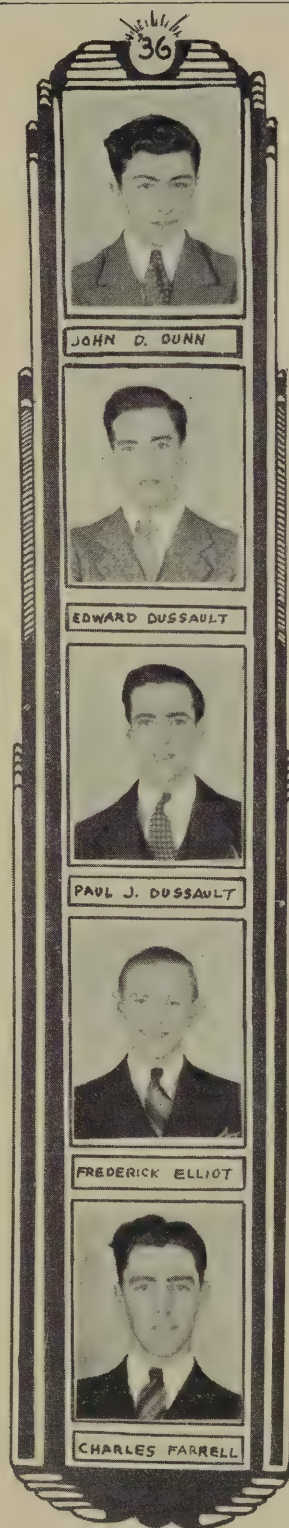 36
JOHN D. DUNN
EDWARD DUSSAULT
PAUL J. DUSSAULT
FREDERICK ELLIOT
CHARLES FARRELL